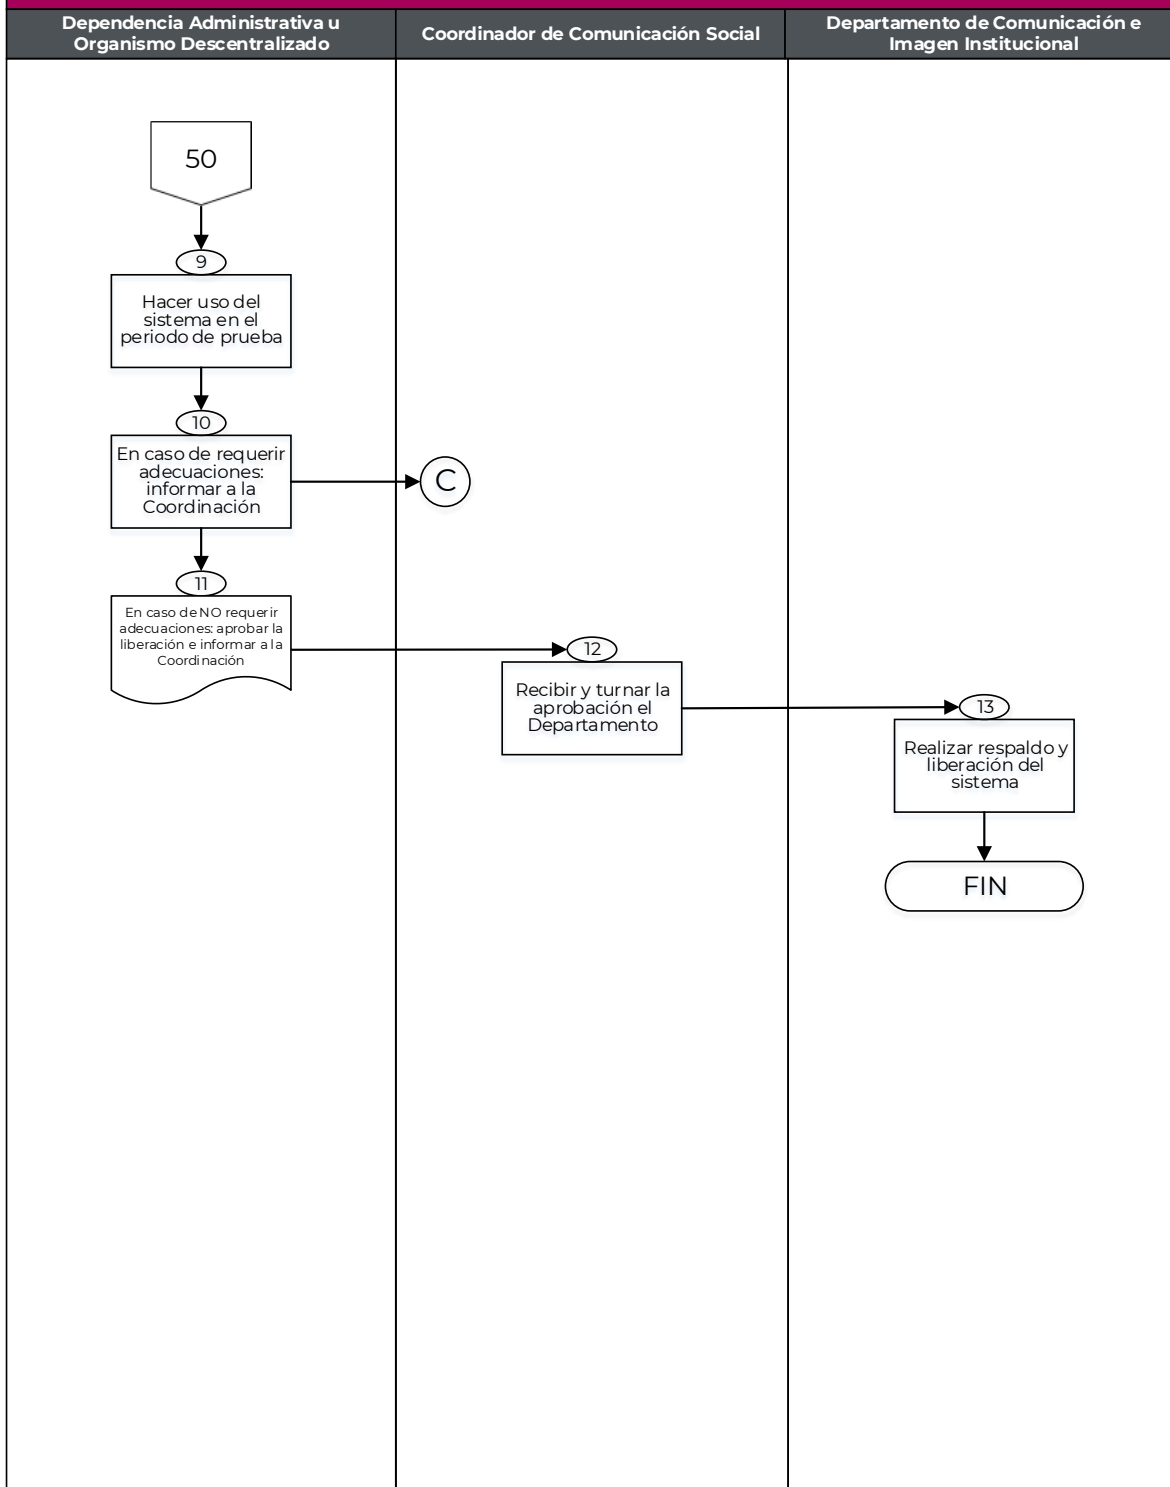 Dependencia Administrativa u
Organismo Descentralizado
Coordinador de Comunicación Social
Departamento de Comunicación e
Imagen Institucional
50
9
Hacer uso del
sistema en el
periodo de prueba
10
En caso de requerir
adecuaciones:
informar a la
Coordinación
C
11
En caso de NO requerir
adecuaciones: aprobar la
liberación e informar a la
Coordinación
12
Recibir y turnar la
aprobación el
Departamento
13
Realizar respaldo y
liberación del
sistema
FIN